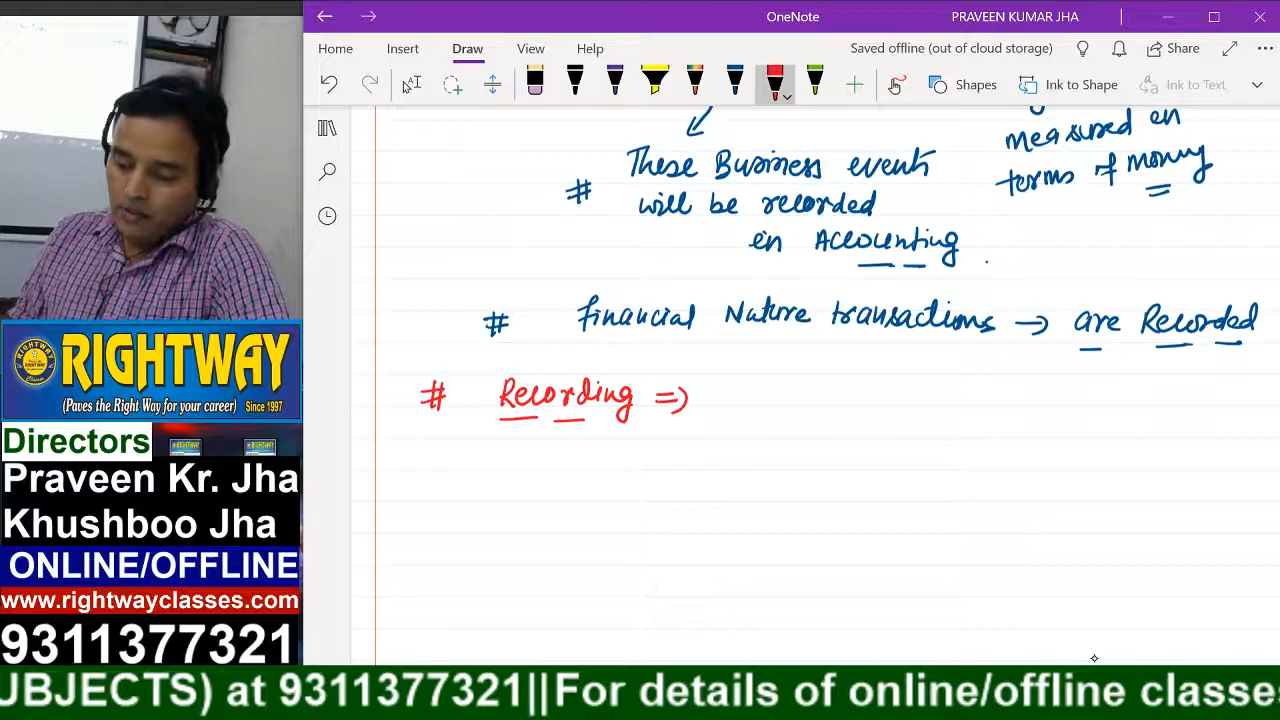 OneNote
PRAVEEN KUMAR JHA
Home Insert Draw View Help
Saved offline (out of cloud storage)
Share
Shapes
Ink to Shape
Ink to Text
measured in
terms of money
# These Business events
will be recorded
in Accounting
# financial Nature transactions → are Recorded
# Recording =>
RIGHTWAY
(Paves the Right Way for your career) Since 1997
Directors
Praveen Kr. Jha
Khushboo Jha
ONLINE/OFFLINE
www.rightwayclasses.com
9311377321
UBJECTS) at 9311377321||For details of online/offline classes